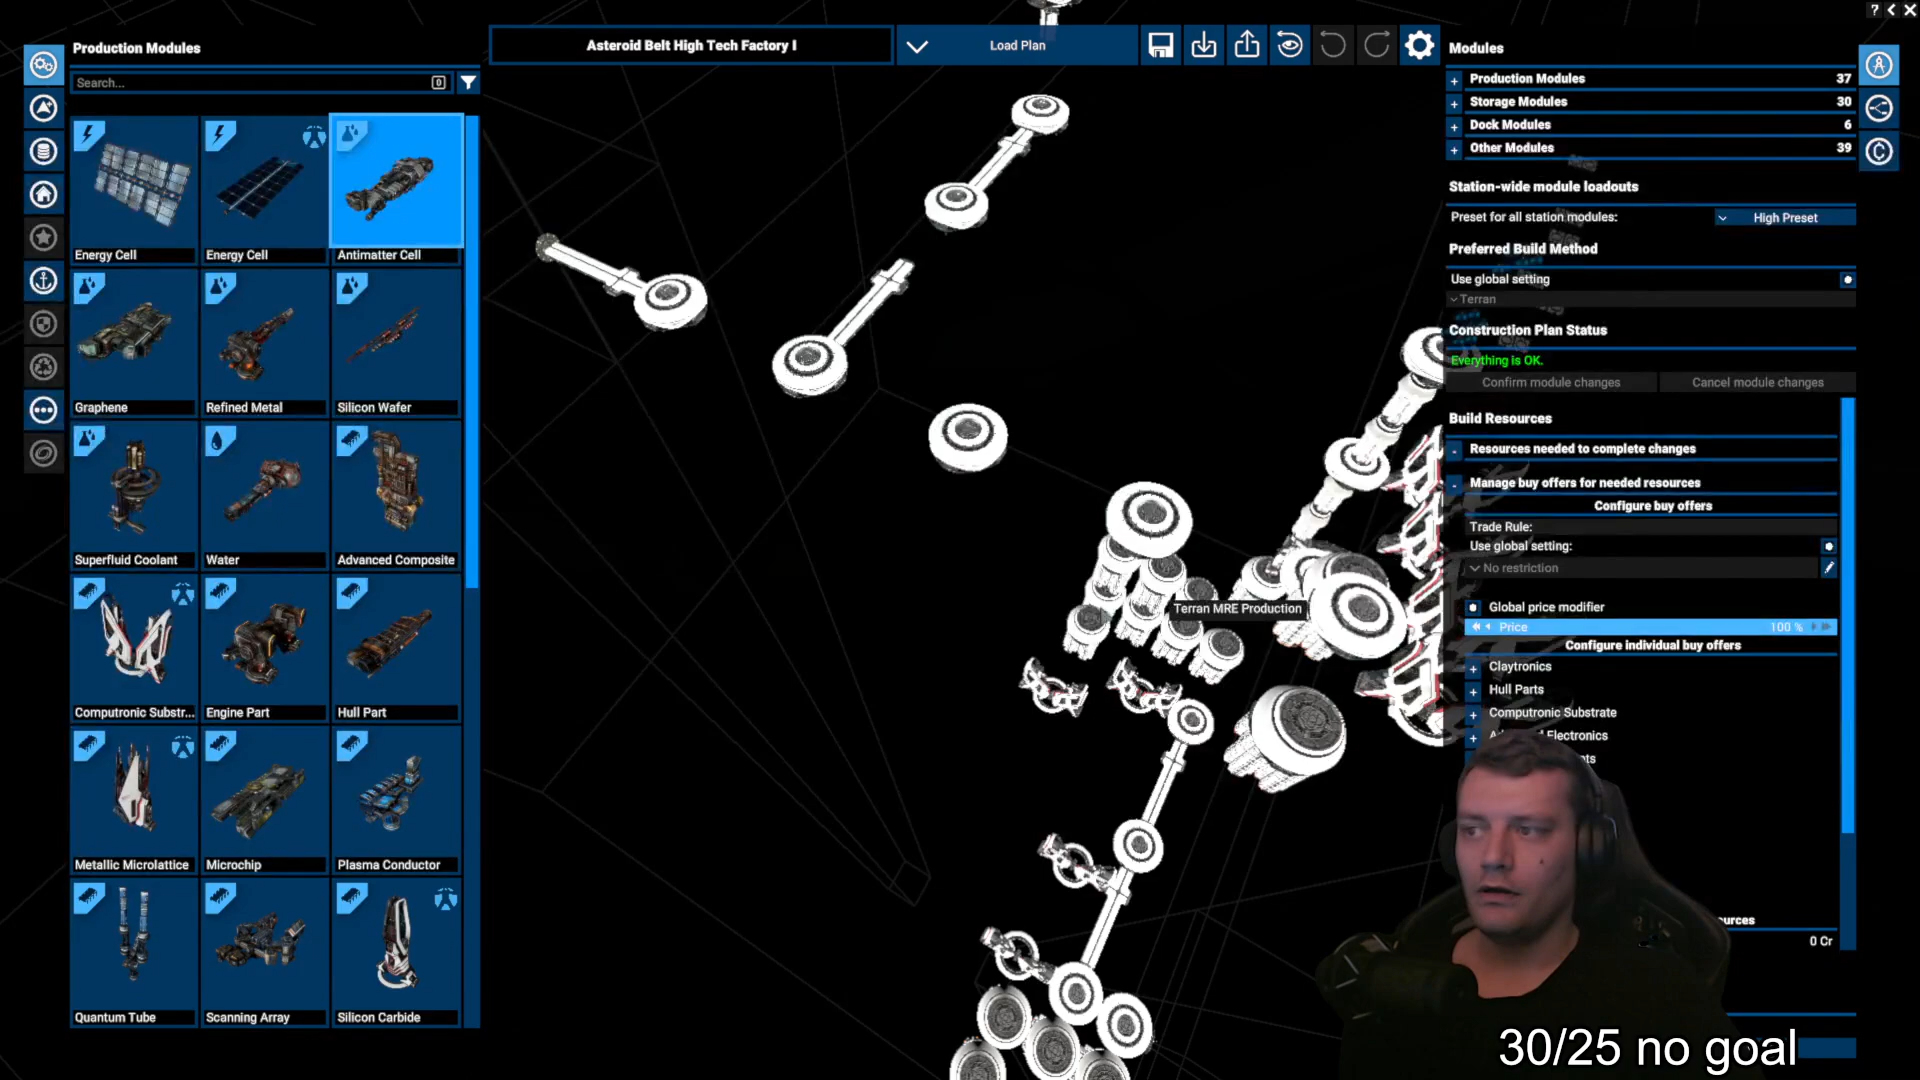 ? < X
Production Modules
Search...
0
Energy Cell
Energy Cell
Antimatter Cell
Graphene
Refined Metal
Silicon Wafer
Superfluid Coolant
Water
Advanced Composite
Computronic Substr...
Engine Part
Hull Part
Metallic Microlattice
Microchip
Plasma Conductor
Quantum Tube
Scanning Array
Silicon Carbide
Asteroid Belt High Tech Factory I
Load Plan
Terran MRE Production
Modules
+ Production Modules 37
+ Storage Modules 30
+ Dock Modules 6
+ Other Modules 39
Station-wide module loadouts
Preset for all station modules:
High Preset
Preferred Build Method
Use global setting
Terran
Construction Plan Status
Everything is OK.
Confirm module changes
Cancel module changes
Build Resources
- Resources needed to complete changes
- Manage buy offers for needed resources
Configure buy offers
Trade Rule:
Use global setting:
No restriction
Global price modifier
Price 100 %
Configure individual buy offers
+ Claytronics
+ Hull Parts
+ Computronic Substrate
+ Electronics
0 Cr
30/25 no goal